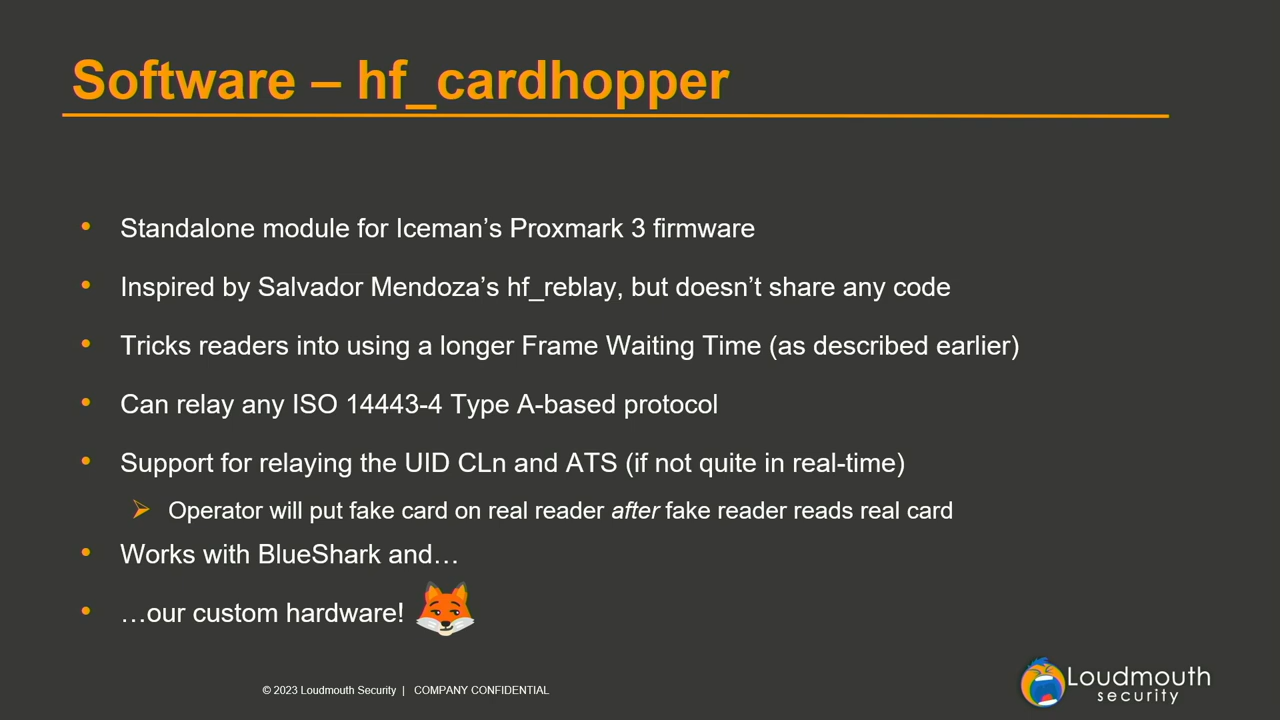 Software – hf_cardhopper
• Standalone module for Iceman’s Proxmark 3 firmware
• Inspired by Salvador Mendoza’s hf_reblay, but doesn’t share any code
• Tricks readers into using a longer Frame Waiting Time (as described earlier)
• Can relay any ISO 14443-4 Type A-based protocol
• Support for relaying the UID CLn and ATS (if not quite in real-time)
➢ Operator will put fake card on real reader after fake reader reads real card
• Works with BlueShark and…
• …our custom hardware!
© 2023 Loudmouth Security | COMPANY CONFIDENTIAL
Loudmouth
security